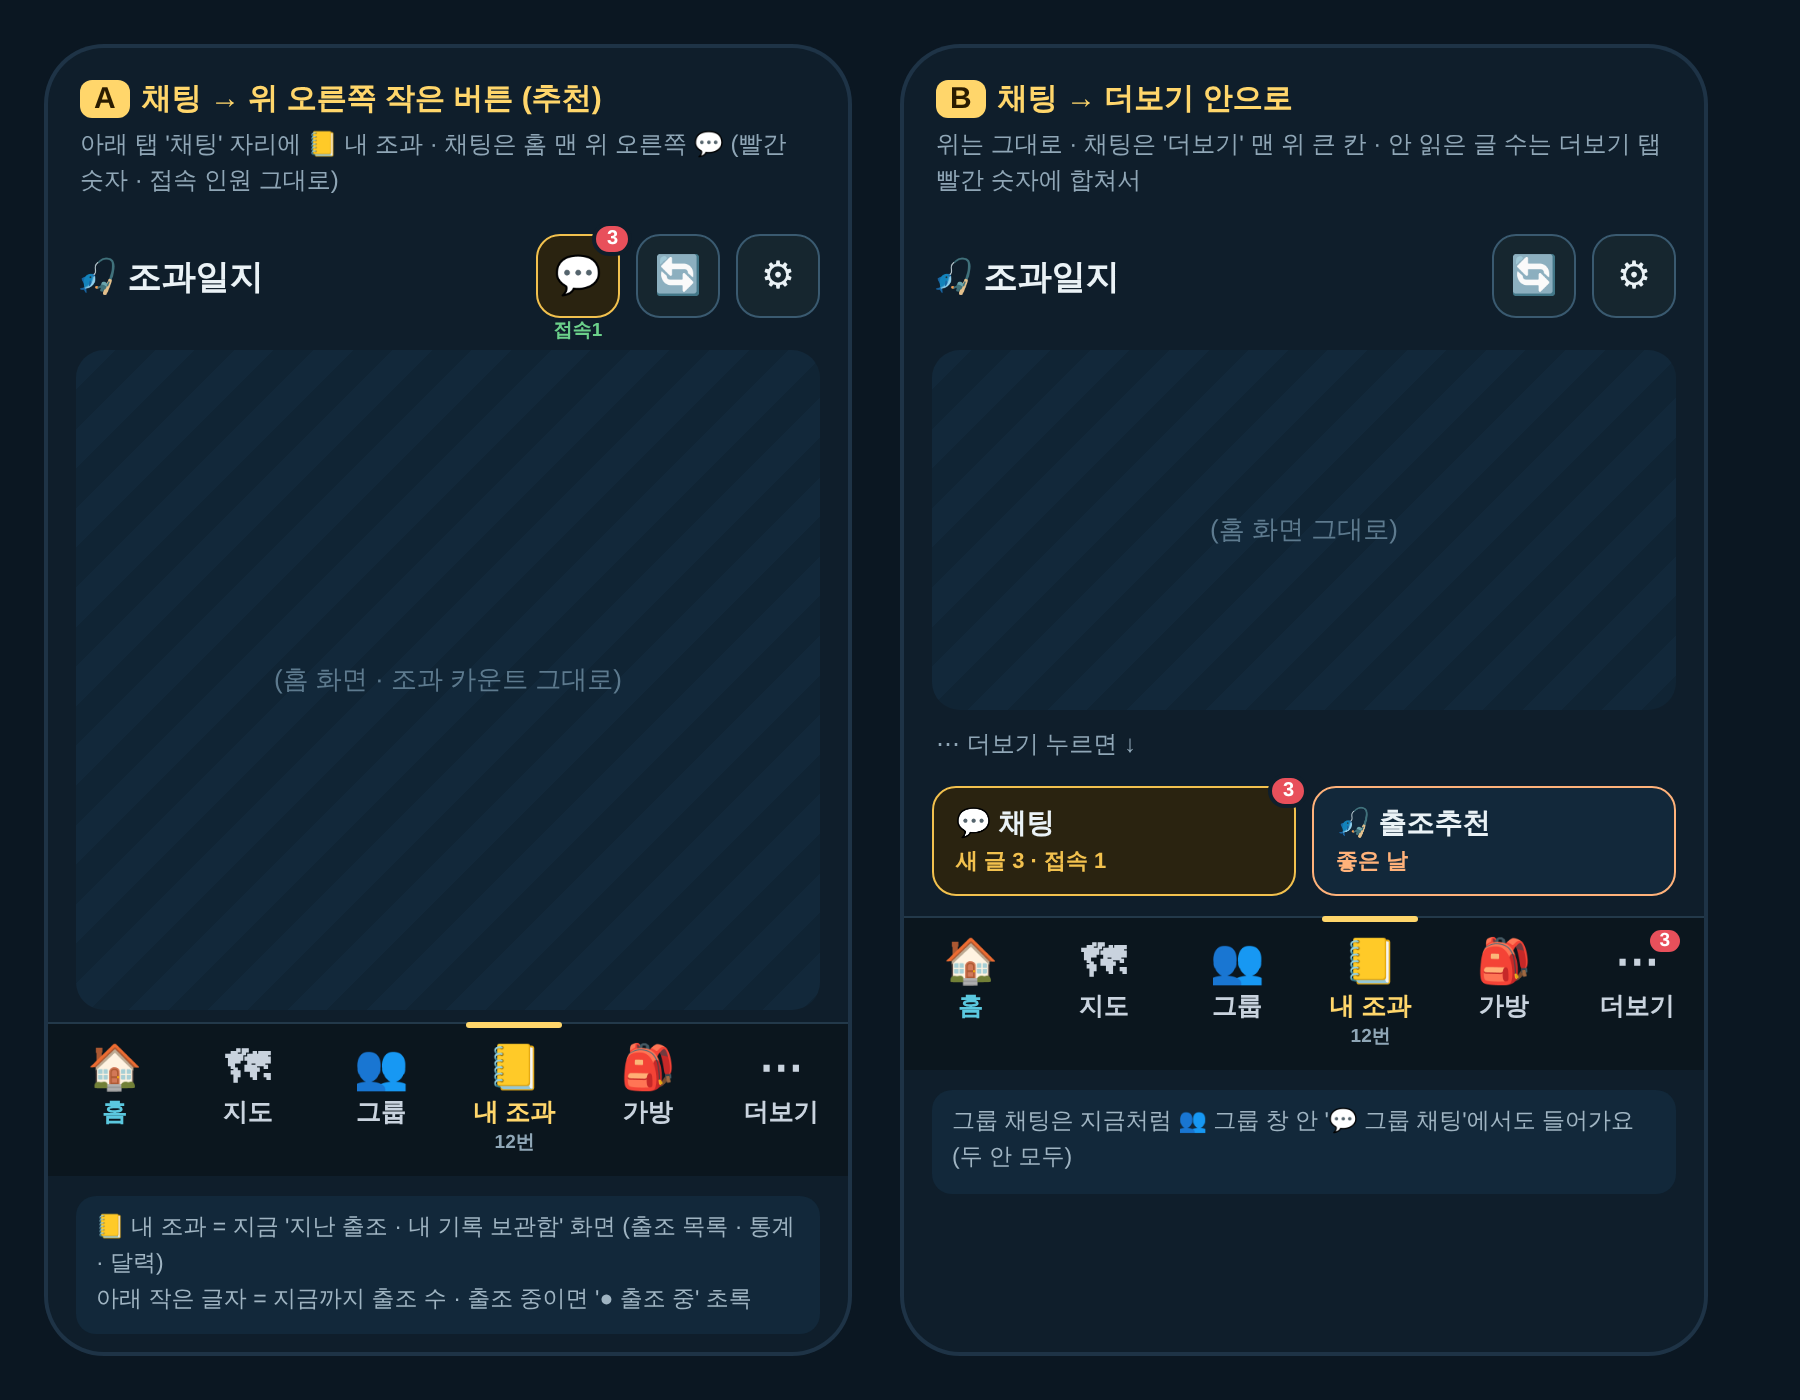 A 채팅 → 위 오른쪽 작은 버튼 (추천)
아래 탭 '채팅' 자리에 📒 내 조과 · 채팅은 홈 맨 위 오른쪽 💬 (빨간
숫자 · 접속 인원 그대로)
🎣 조과일지
3
접속1
(홈 화면 · 조과 카운트 그대로)
홈
지도
그룹
내 조과
12번
가방
더보기
📒 내 조과 = 지금 '지난 출조 · 내 기록 보관함' 화면 (출조 목록 · 통계
· 달력)
아래 작은 글자 = 지금까지 출조 수 · 출조 중이면 '● 출조 중' 초록
B 채팅 → 더보기 안으로
위는 그대로 · 채팅은 '더보기' 맨 위 큰 칸 · 안 읽은 글 수는 더보기 탭
빨간 숫자에 합쳐서
🎣 조과일지
(홈 화면 그대로)
⋯ 더보기 누르면 ↓
💬 채팅
3
새 글 3 · 접속 1
🎣 출조추천
좋은 날
홈
지도
그룹
내 조과
12번
가방
3
더보기
그룹 채팅은 지금처럼 👥 그룹 창 안 '💬 그룹 채팅'에서도 들어가요
(두 안 모두)